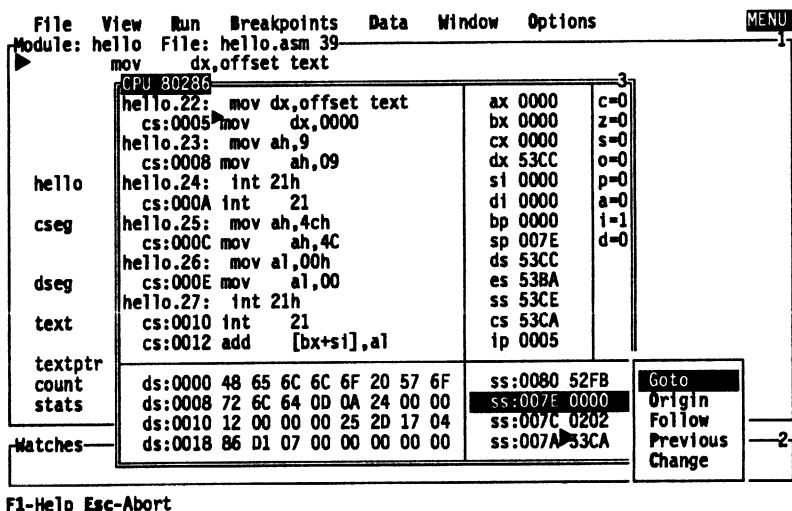 File View Run Breakpoints Data Window Options MENU
Module: hello File: hello.asm 39 1
mov dx,offset text
CPU 80286 3
hello.22: mov dx,offset text ax 0000 c=0
cs:0005 mov dx,0000 bx 0000 z=0
hello.23: mov ah,9 cx 0000 s=0
cs:0008 mov ah,09 dx 53CC o=0
hello hello.24: int 21h si 0000 p=0
cs:000A int 21 di 0000 a=0
cseg hello.25: mov ah,4ch bp 0000 i=1
cs:000C mov ah,4C sp 007E d=0
hello.26: mov al,00h ds 53CC
dseg cs:000E mov al,00 es 53BA
hello.27: int 21h ss 53CE
text cs:0010 int 21 cs 53CA
cs:0012 add [bx+si],al ip 0005
textptr
count ds:0000 48 65 6C 6C 6F 20 57 6F ss:0080 52FB Goto
stats ds:0008 72 6C 64 0D 0A 24 00 00 ss:007E 0000 Origin
ds:0010 12 00 00 00 25 2D 17 04 ss:007C 0202 Follow
Watches ds:0018 86 D1 07 00 00 00 00 00 ss:007A 53CA Previous 2
Change
F1-Help Esc-Abort